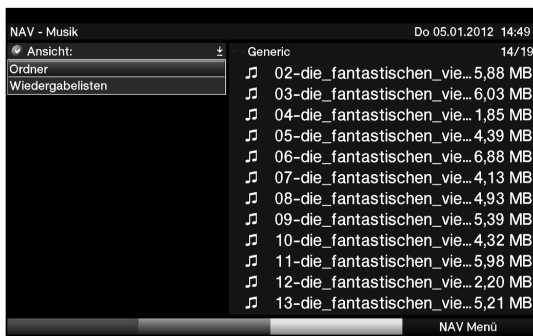 NAV - Musik Do 05.01.2012 14:49
Ansicht:
Ordner
Wiedergabelisten
Generic 14/19
02-die_fantastischen_vie...5,88 MB
03-die_fantastischen_vie...6,03 MB
04-die_fantastischen_vie...1,85 MB
05-die_fantastischen_vie...4,39 MB
06-die_fantastischen_vie...6,88 MB
07-die_fantastischen_vie...4,13 MB
08-die_fantastischen_vie...4,93 MB
09-die_fantastischen_vie...5,39 MB
10-die_fantastischen_vie...4,32 MB
11-die_fantastischen_vie...5,98 MB
12-die_fantastischen_vie...2,20 MB
13-die_fantastischen_vie...5,21 MB
NAV Menü